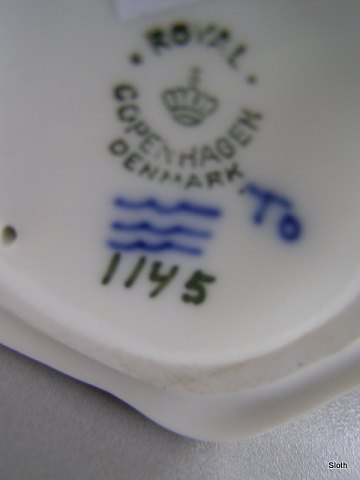 ROYAL
COPENHAGEN
DENMARK
TO
1145
Sloth